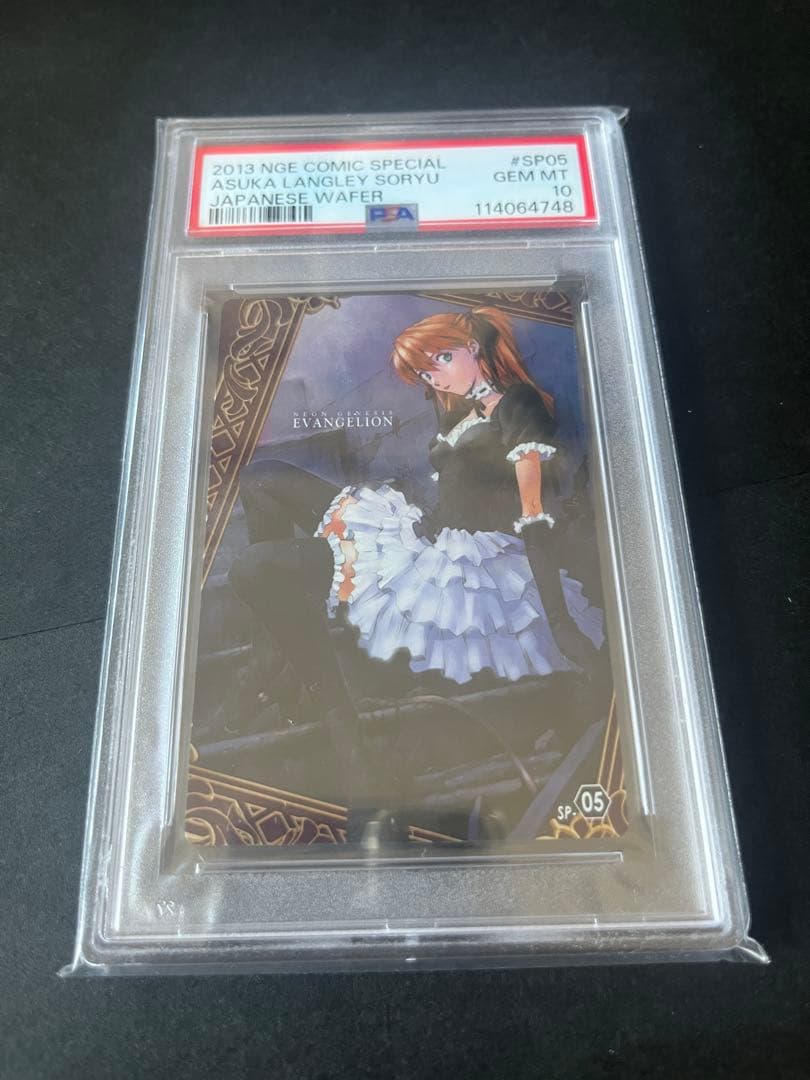 2013 NGE COMIC SPECIAL #SP05
ASUKA LANGLEY SORYU GEM MT
JAPANESE WAFER 10
PSA 114064748
NEON GENESIS
EVANGELION
SP- 05